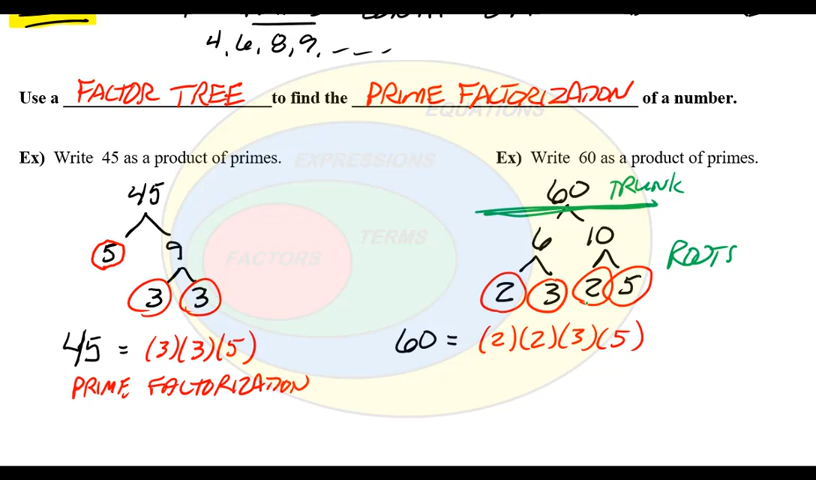 4, 6, 8, 9, ----
Use a FACTOR TREE to find the PRIME FACTORIZATION of a number.
EQUATIONS
Ex) Write 45 as a product of primes.
Ex) Write 60 as a product of primes.
EXPRESSIONS
45
60 TRUNK
TERMS
5 9
6 10
ROOTS
FACTORS
3 3
2 3 2 5
45 = (3)(3)(5)
60 = (2)(2)(3)(5)
PRIME FACTORIZATION